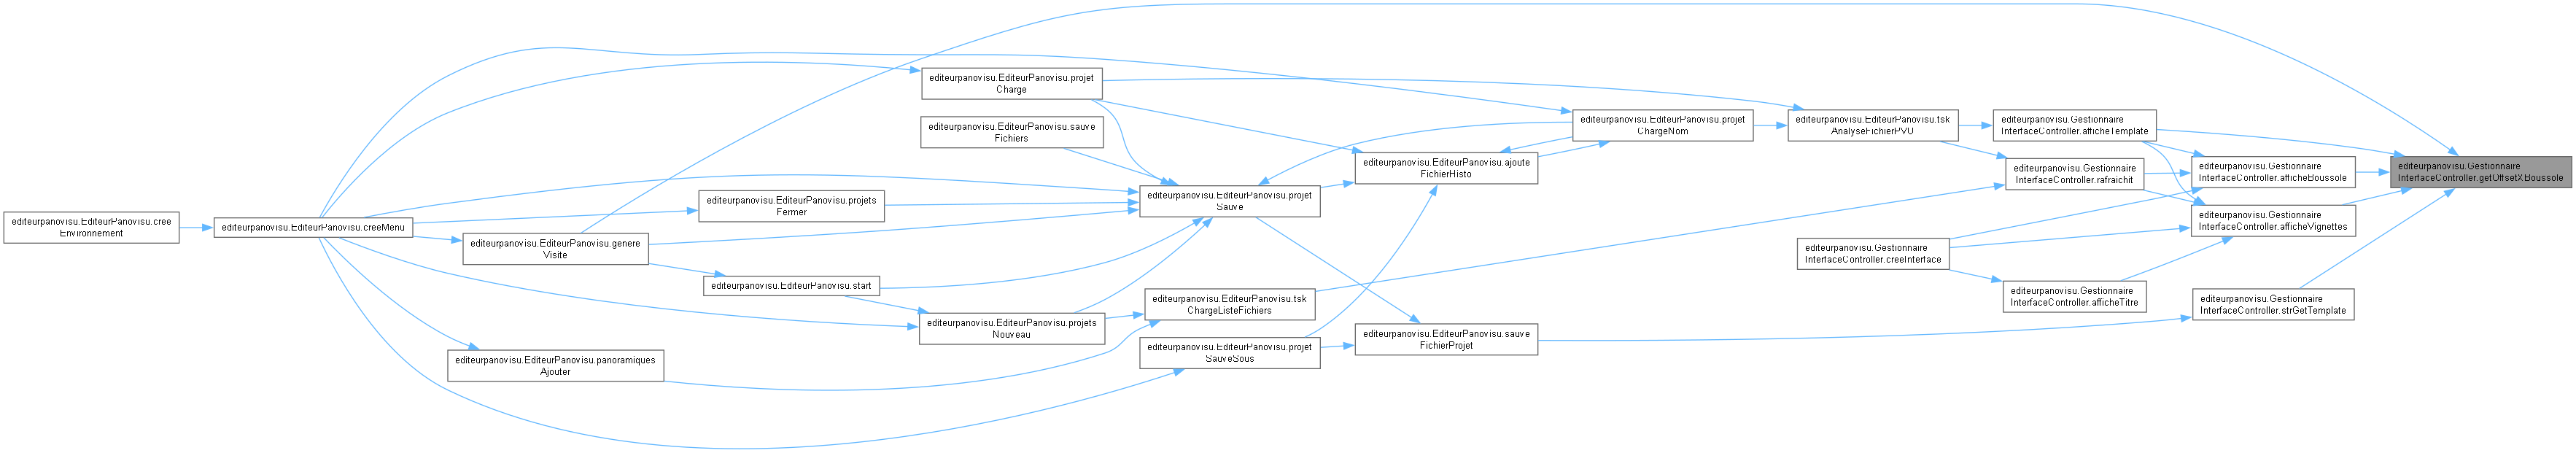 editeurpanovisu.EditeurPanovisu.cree
Environnement
editeurpanovisu.EditeurPanovisu.creeMenu
editeurpanovisu.EditeurPanovisu.genere
Visite
editeurpanovisu.EditeurPanovisu.panoramiques
Ajouter
editeurpanovisu.EditeurPanovisu.projets
Fermer
editeurpanovisu.EditeurPanovisu.start
editeurpanovisu.EditeurPanovisu.projet
Charge
editeurpanovisu.EditeurPanovisu.sauve
Fichiers
editeurpanovisu.EditeurPanovisu.projets
Nouveau
editeurpanovisu.EditeurPanovisu.projet
Sauve
editeurpanovisu.EditeurPanovisu.tsk
ChargeListeFichiers
editeurpanovisu.EditeurPanovisu.projet
SauveSous
editeurpanovisu.EditeurPanovisu.ajoute
FichierHisto
editeurpanovisu.EditeurPanovisu.sauve
FichierProjet
editeurpanovisu.EditeurPanovisu.projet
ChargeNom
editeurpanovisu.EditeurPanovisu.tsk
AnalyseFichierPVU
editeurpanovisu.Gestionnaire
InterfaceController.creeInterface
editeurpanovisu.Gestionnaire
InterfaceController.afficheTemplate
editeurpanovisu.Gestionnaire
InterfaceController.rafraichit
editeurpanovisu.Gestionnaire
InterfaceController.afficheTitre
editeurpanovisu.Gestionnaire
InterfaceController.afficheBoussole
editeurpanovisu.Gestionnaire
InterfaceController.afficheVignettes
editeurpanovisu.Gestionnaire
InterfaceController.strGetTemplate
editeurpanovisu.Gestionnaire
InterfaceController.getOffsetXBoussole